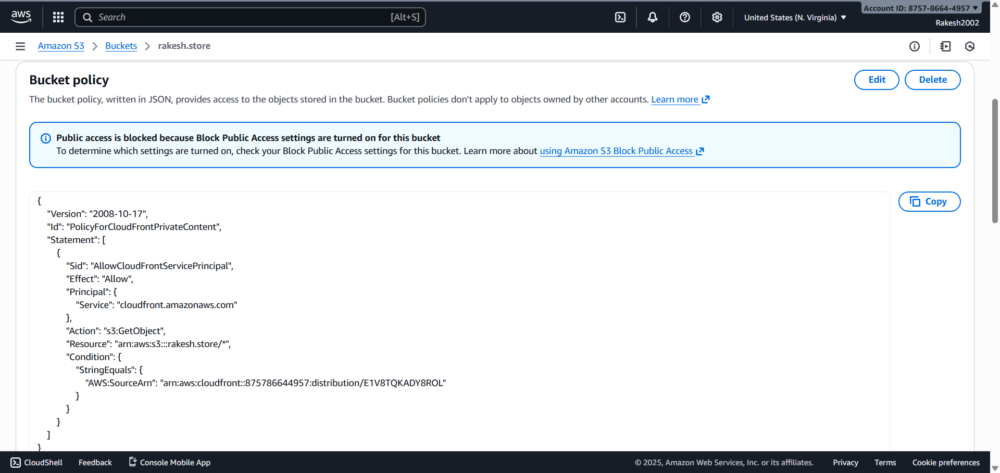 aws
Search [Alt+S]
United States (N. Virginia)
Account ID: 8757-8664-4957
Rakesh2002
Amazon S3 Buckets rakesh.store
Bucket policy
Edit
Delete
The bucket policy, written in JSON, provides access to the objects stored in the bucket. Bucket policies don't apply to objects owned by other accounts. Learn more
Public access is blocked because Block Public Access settings are turned on for this bucket
To determine which settings are turned on, check your Block Public Access settings for this bucket. Learn more about using Amazon S3 Block Public Access
Copy
{
"Version": "2008-10-17",
"Id": "PolicyForCloudFrontPrivateContent",
"Statement": [
{
"Sid": "AllowCloudFrontServicePrincipal",
"Effect": "Allow",
"Principal": {
"Service": "cloudfront.amazonaws.com"
},
"Action": "s3:GetObject",
"Resource": "arn:aws:s3:::rakesh.store/*",
"Condition": {
"StringEquals": {
"AWS:SourceArn": "arn:aws:cloudfront::875786644957:distribution/E1V8TQKADY8ROL"
}
}
}
]
}
CloudShell Feedback Console Mobile App © 2025, Amazon Web Services, Inc. or its affiliates. Privacy Terms Cookie preferences